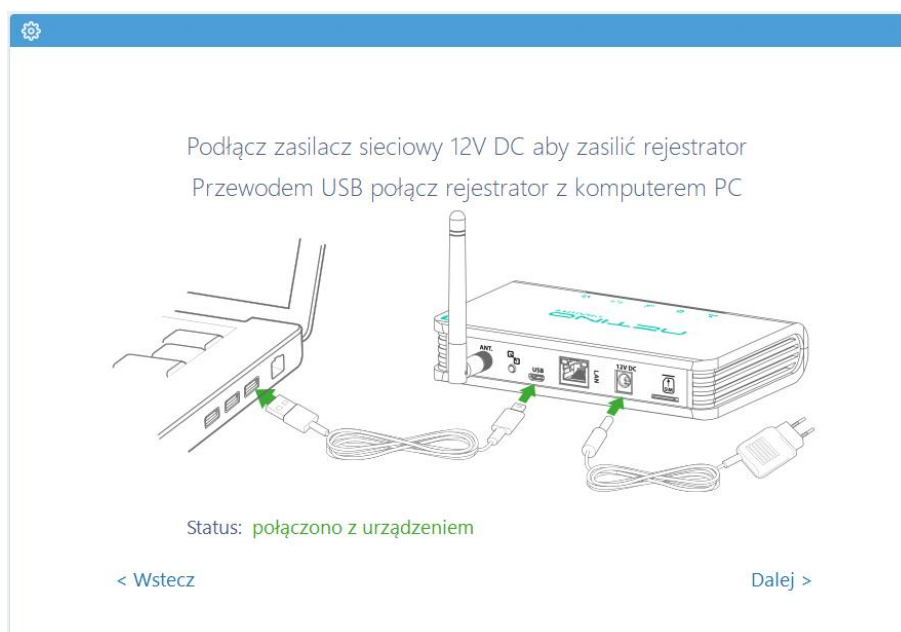 Podłącz zasilacz sieciowy 12V DC aby zasilić rejestrator
Przewodem USB połącz rejestrator z komputerem PC
ANT.
USB
LAN
12V DC
SIM
Status: połączono z urządzeniem
< Wstecz
Dalej >